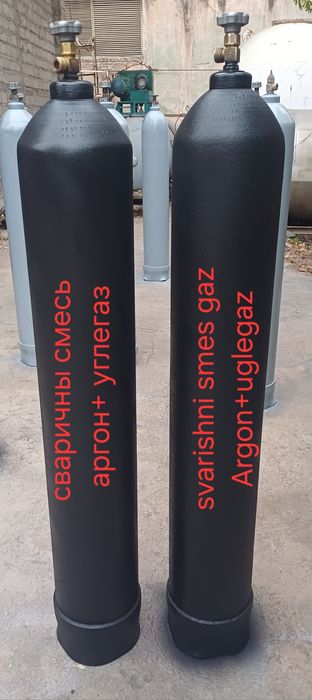 сваричны смесь
аргон+ углегаз
svarishni smes gaz
Argon+uglegaz